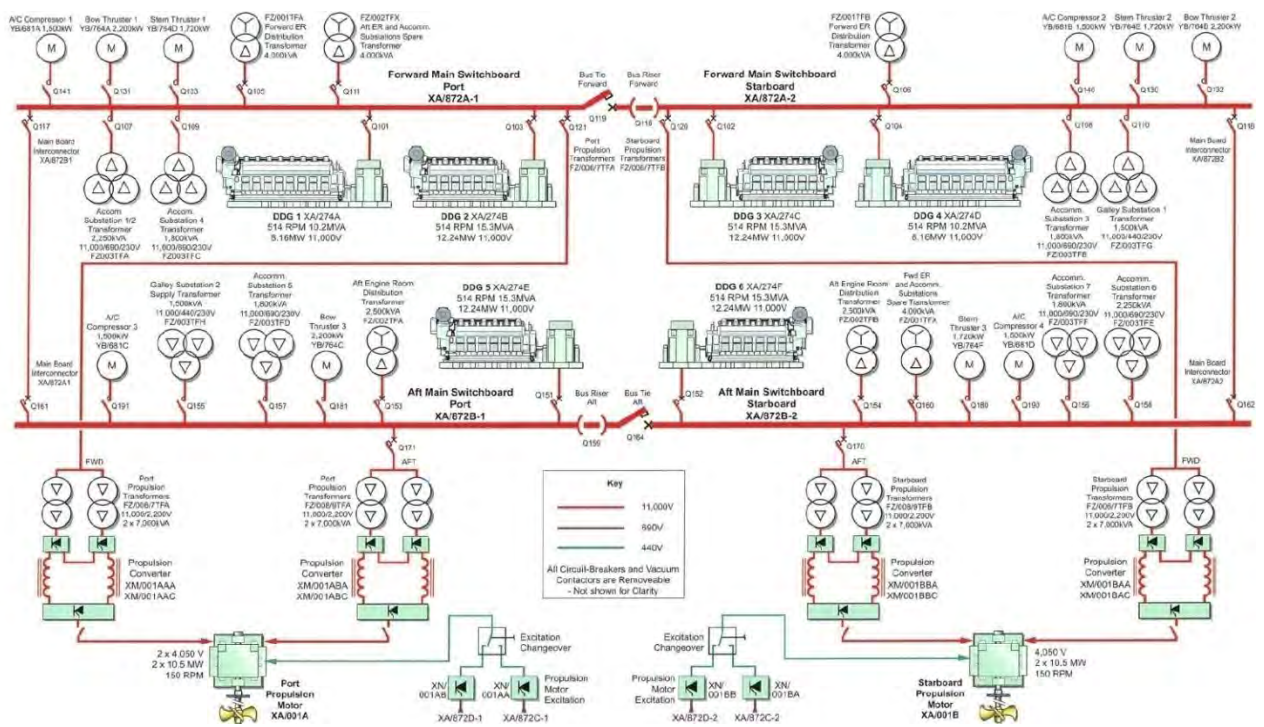 A/C Compressor 1
YB/681A 1,500kW
Bow Thruster 1
YB/764A 2,200kW
Stern Thruster 1
YB/764D 1,720kW
FZ/001TFA
Forward ER
Distribution
Transformer
4,000kVA
FZ/002TFX
Aft ER and Accomm.
Substations Spare
Transformer
4,000kVA
FZ/001TFB
Forward ER
Distribution
Transformer
4,000kVA
A/C Compressor 2
YB/681B 1,500kW
Stern Thruster 2
YB/764E 1,720kW
Bow Thruster 2
YB/764B 2,200kW
M
M
M
M
M
M
Q141
Q131
Q133
Q105
Q111
Forward Main Switchboard
Port
XA/872A-1
Bus Tie
Forward
Bus Riser
Forward
Forward Main Switchboard
Starboard
XA/872A-2
Q106
Q140
Q130
Q132
Q117
Q107
Q109
Q101
Q103
Q121
Q119
Q120
Q102
Q104
Q108
Q110
Main Board
Interconnector
XA/872B1
Port
Propulsion
Transformers
FZ/006/7TFA
Starboard
Propulsion
Transformers
FZ/006/7TFB
Main Board
Interconnector
XA/872B2
Accom.
Substation 1/2
Transformer
2,250kVA
11,000/690/230V
FZ/003TFA
Accom.
Substation 4
Transformer
1,800kVA
11,000/690/230V
FZ/003TFC
DDG 1 XA/274A
514 RPM 10.2MVA
8.16MW 11,000V
DDG 2 XA/274B
514 RPM 15.3MVA
12.24MW 11,000V
DDG 3 XA/274C
514 RPM 15.3MVA
12.24MW 11,000V
DDG 4 XA/274D
514 RPM 10.2MVA
8.16MW 11,000V
Accomm.
Substation 3
Transformer
1,800kVA
11,000/690/230V
FZ/003TFB
Galley Substation 1
Transformer
1,500kVA
11,000/440/230V
FZ/003TFG
A/C
Compressor 3
1,500kW
YB/681C
Galley Substation 2
Supply Transformer
1,500kVA
11,000/440/230V
FZ/003TFH
Accomm.
Substation 5
Transformer
1,800kVA
11,000/690/230V
FZ/003TFD
Bow
Thruster 3
2,200kW
YB/764C
Aft Engine Room
Distribution
Transformer
2,500kVA
FZ/002TFA
DDG 5 XA/274E
514 RPM 15.3MVA
12.24MW 11,000V
DDG 6 XA/274F
514 RPM 15.3MVA
12.24MW 11,000V
Aft Engine Room
Distribution
Transformer
2,500kVA
FZ/002TFB
Fwd ER
and Accomm.
Substations
Spare Transformer
4,000kVA
Stern
Thruster 3
1,720kW
YB/764F
A/C
Compressor 4
1,500kW
YB/681D
Accomm.
Substation 7
Transformer
11,000/690/230V
FZ/003TFF
Accomm.
Substation 6
Transformer
2,250kVA
11,000/690/230V
FZ/003TFE
Main Board
Interconnector
XA/872A1
Main Board
Interconnector
XA/872A2
M
M
M
M
Q161
Q191
Q155
Q157
Q181
Q153
Aft Main Switchboard
Port
XA/872B-1
Q151
Bus Riser
Aft
Bus Tie
Aft
Q152
Aft Main Switchboard
Starboard
XA/872B-2
Q154
Q160
Q180
Q190
Q156
Q158
Q162
Q164
Q171
Q170
FWD
AFT
AFT
FWD
Port
Propulsion
Transformers
FZ/006/7TFA
11,000/2,200V
2 x 7,000kVA
Port
Propulsion
Transformers
FZ/008/9TFA
11,000/2,200V
2 x 7,000kVA
Key
11,000V
690V
440V
All Circuit-Breakers and Vacuum
Contactors are Removeable
- Not shown for Clarity
Starboard
Propulsion
Transformers
FZ/008/9TFB
11,000/2,200V
2 x 7,000kVA
Starboard
Propulsion
Transformers
FZ/006/7TFB
11,000/2,200V
2 x 7,000kVA
Propulsion
Converter
XM/001AAA
XM/001AAC
Propulsion
Converter
XM/001ABA
XM/001ABC
Propulsion
Converter
XM/001BBA
XM/001BBC
Propulsion
Converter
XM/001BAA
XM/001BAC
2 x 4,050 V
2 x 10.5 MW
150 RPM
Port
Propulsion
Motor
XA/001A
Excitation
Changeover
XN/
001AB
XN/
001AA
Propulsion
Motor
Excitation
XA/872D-1
XA/872C-1
Excitation
Changeover
Propulsion
Motor
Excitation
XN/
001BB
XN/
001BA
XA/872D-2
XA/872C-2
4,050 V
2 x 10.5 MW
150 RPM
Starboard
Propulsion
Motor
XA/001B